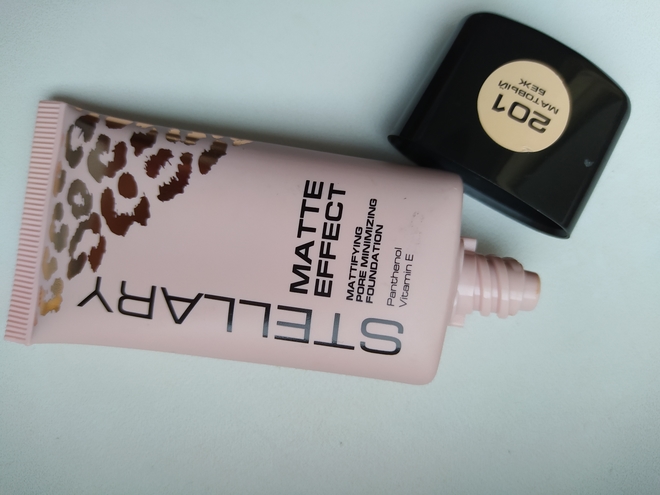 STELLARY
MATTE
EFFECT
MATTIFYING
PORE MINIMIZING
FOUNDATION
Panthenol
Vitamin E
201
МАТОВЫЙ
БЕЖ